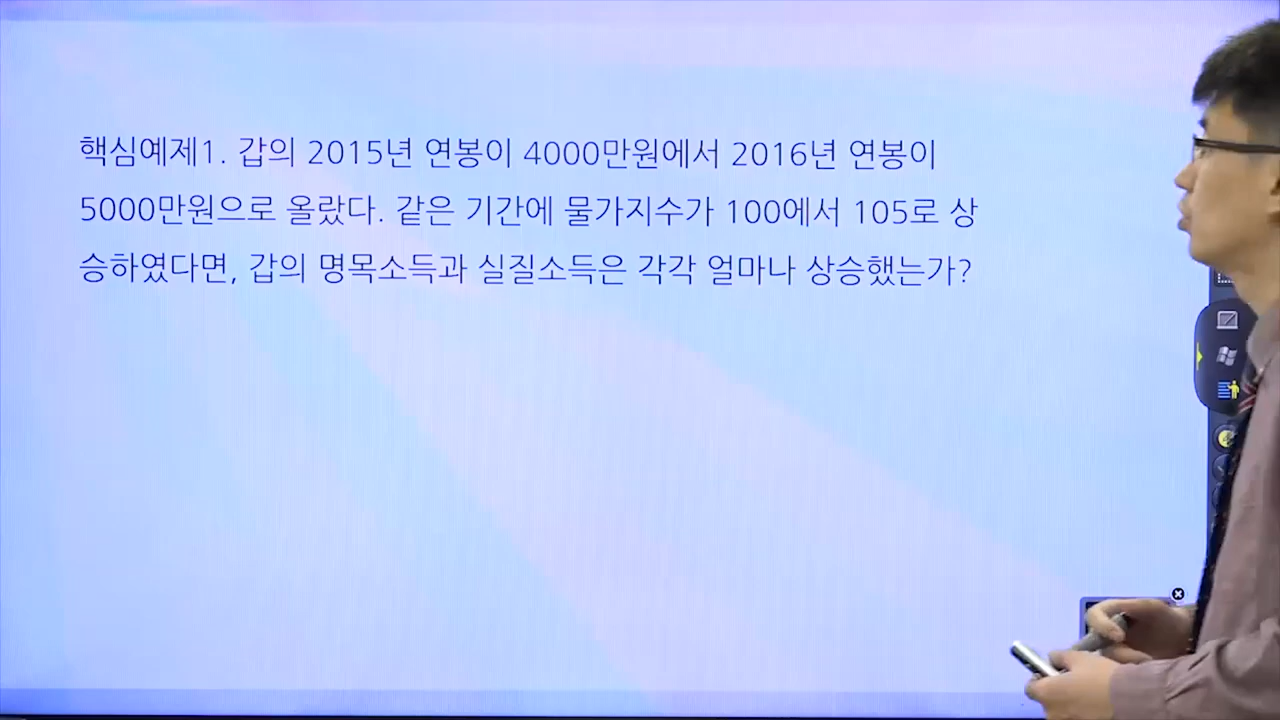 핵심예제1. 갑의 2015년 연봉이 4000만원에서 2016년 연봉이
5000만원으로 올랐다. 같은 기간에 물가지수가 100에서 105로 상
승하였다면, 갑의 명목소득과 실질소득은 각각 얼마나 상승했는가?